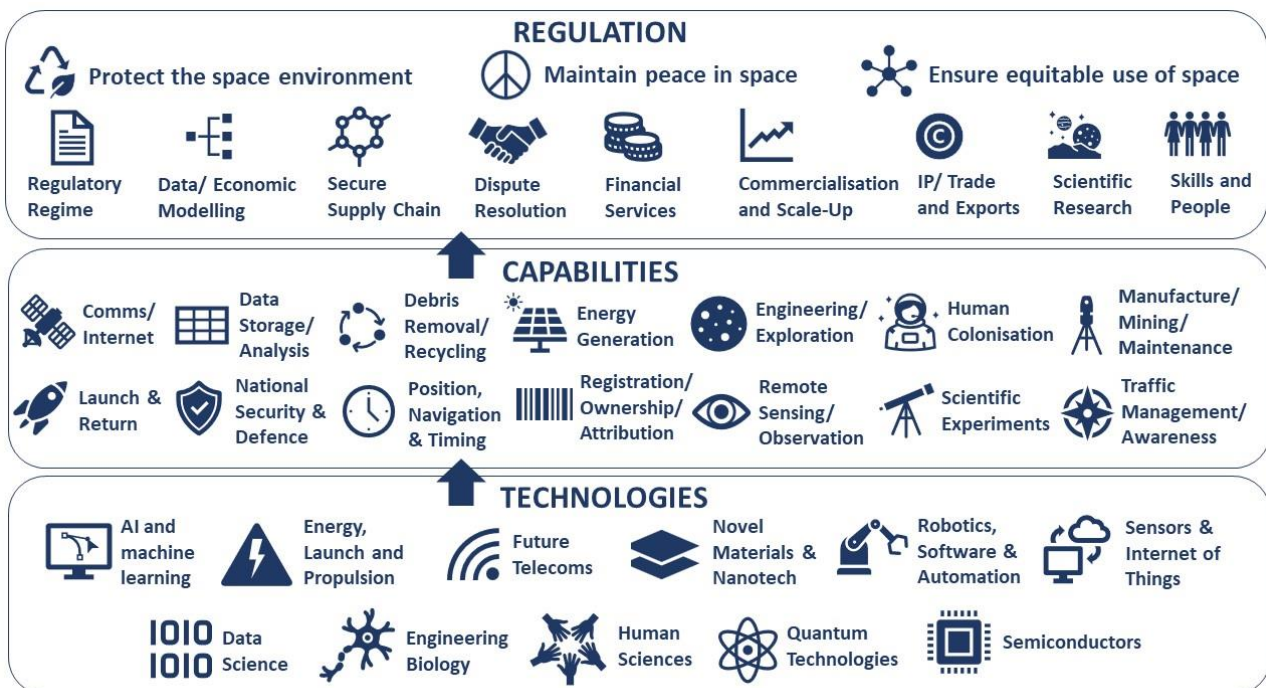 REGULATION
Protect the space environment
Maintain peace in space
Ensure equitable use of space
Regulatory
Regime
Data/ Economic
Modelling
Secure
Supply Chain
Dispute
Resolution
Financial
Services
Commercialisation
and Scale-Up
C
IP/ Trade
and Exports
Scientific
Research
Skills and
People
CAPABILITIES
Comms/
Internet
Data
Storage/
Analysis
Debris
Removal/
Recycling
Energy
Generation
Engineering/
Exploration
Human
Colonisation
Manufacture/
Mining/
Maintenance
Launch &
Return
National
Security &
Defence
Position,
Navigation
& Timing
Registration/
Ownership/
Attribution
Remote
Sensing/
Observation
Scientific
Experiments
Traffic
Management/
Awareness
TECHNOLOGIES
AI and
machine
learning
Energy,
Launch and
Propulsion
Future
Telecoms
Novel
Materials &
Nanotech
Robotics,
Software &
Automation
Sensors &
Internet of
Things
1010
1010
Data
Science
Engineering
Biology
Human
Sciences
Quantum
Technologies
Semiconductors